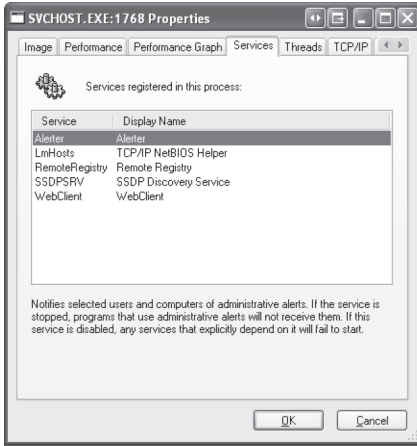 SVCHOST.EXE:1768 Properties
Image Performance Performance Graph Services Threads TCP/IP
Services registered in this process:
Service Display Name
Alerter Alerter
LmHosts TCP/IP NetBIOS Helper
RemoteRegistry Remote Registry
SSDPSRV SSDP Discovery Service
WebClient WebClient
Notifies selected users and computers of administrative alerts. If the service is
stopped, programs that use administrative alerts will not receive them. If this
service is disabled, any services that explicitly depend on it will fail to start.
OK Cancel